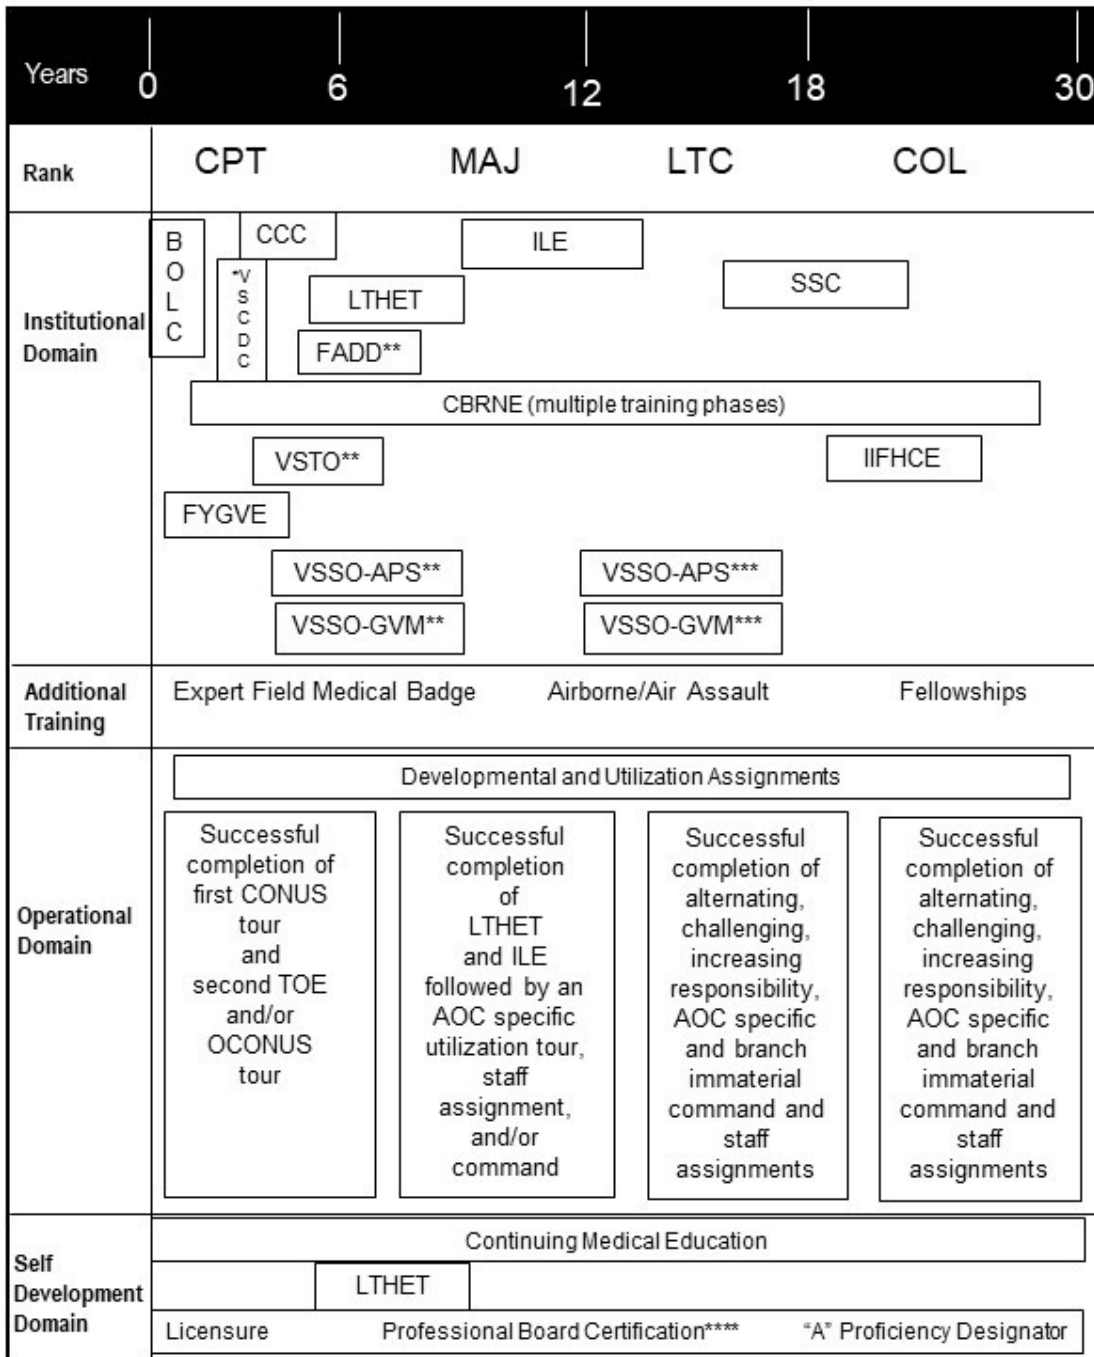 Years 0 6 12 18 30
Rank CPT MAJ LTC COL
Institutional
Domain
B
O
L
C
CCC
*V
S
C
D
C
ILE
LTHET
SSC
FADD**
CBRNE (multiple training phases)
VSTO**
IIFHCE
FYGVE
VSSO-APS** VSSO-APS***
VSSO-GVM** VSSO-GVM***
Additional
Training
Expert Field Medical Badge Airborne/Air Assault Fellowships
Operational
Domain
Developmental and Utilization Assignments
Successful
completion of
first CONUS
tour
and
second TOE
and/or
OCONUS
tour
Successful
completion
of
LTHET
and ILE
followed by an
AOC specific
utilization tour,
staff
assignment,
and/or
command
Successful
completion of
alternating,
challenging,
increasing
responsibility,
AOC specific
and branch
immaterial
command and
staff
assignments
Successful
completion of
alternating,
challenging,
increasing
responsibility,
AOC specific
and branch
immaterial
command and
staff
assignments
Self
Development
Domain
Continuing Medical Education
LTHET
Licensure Professional Board Certification**** “A” Proficiency Designator